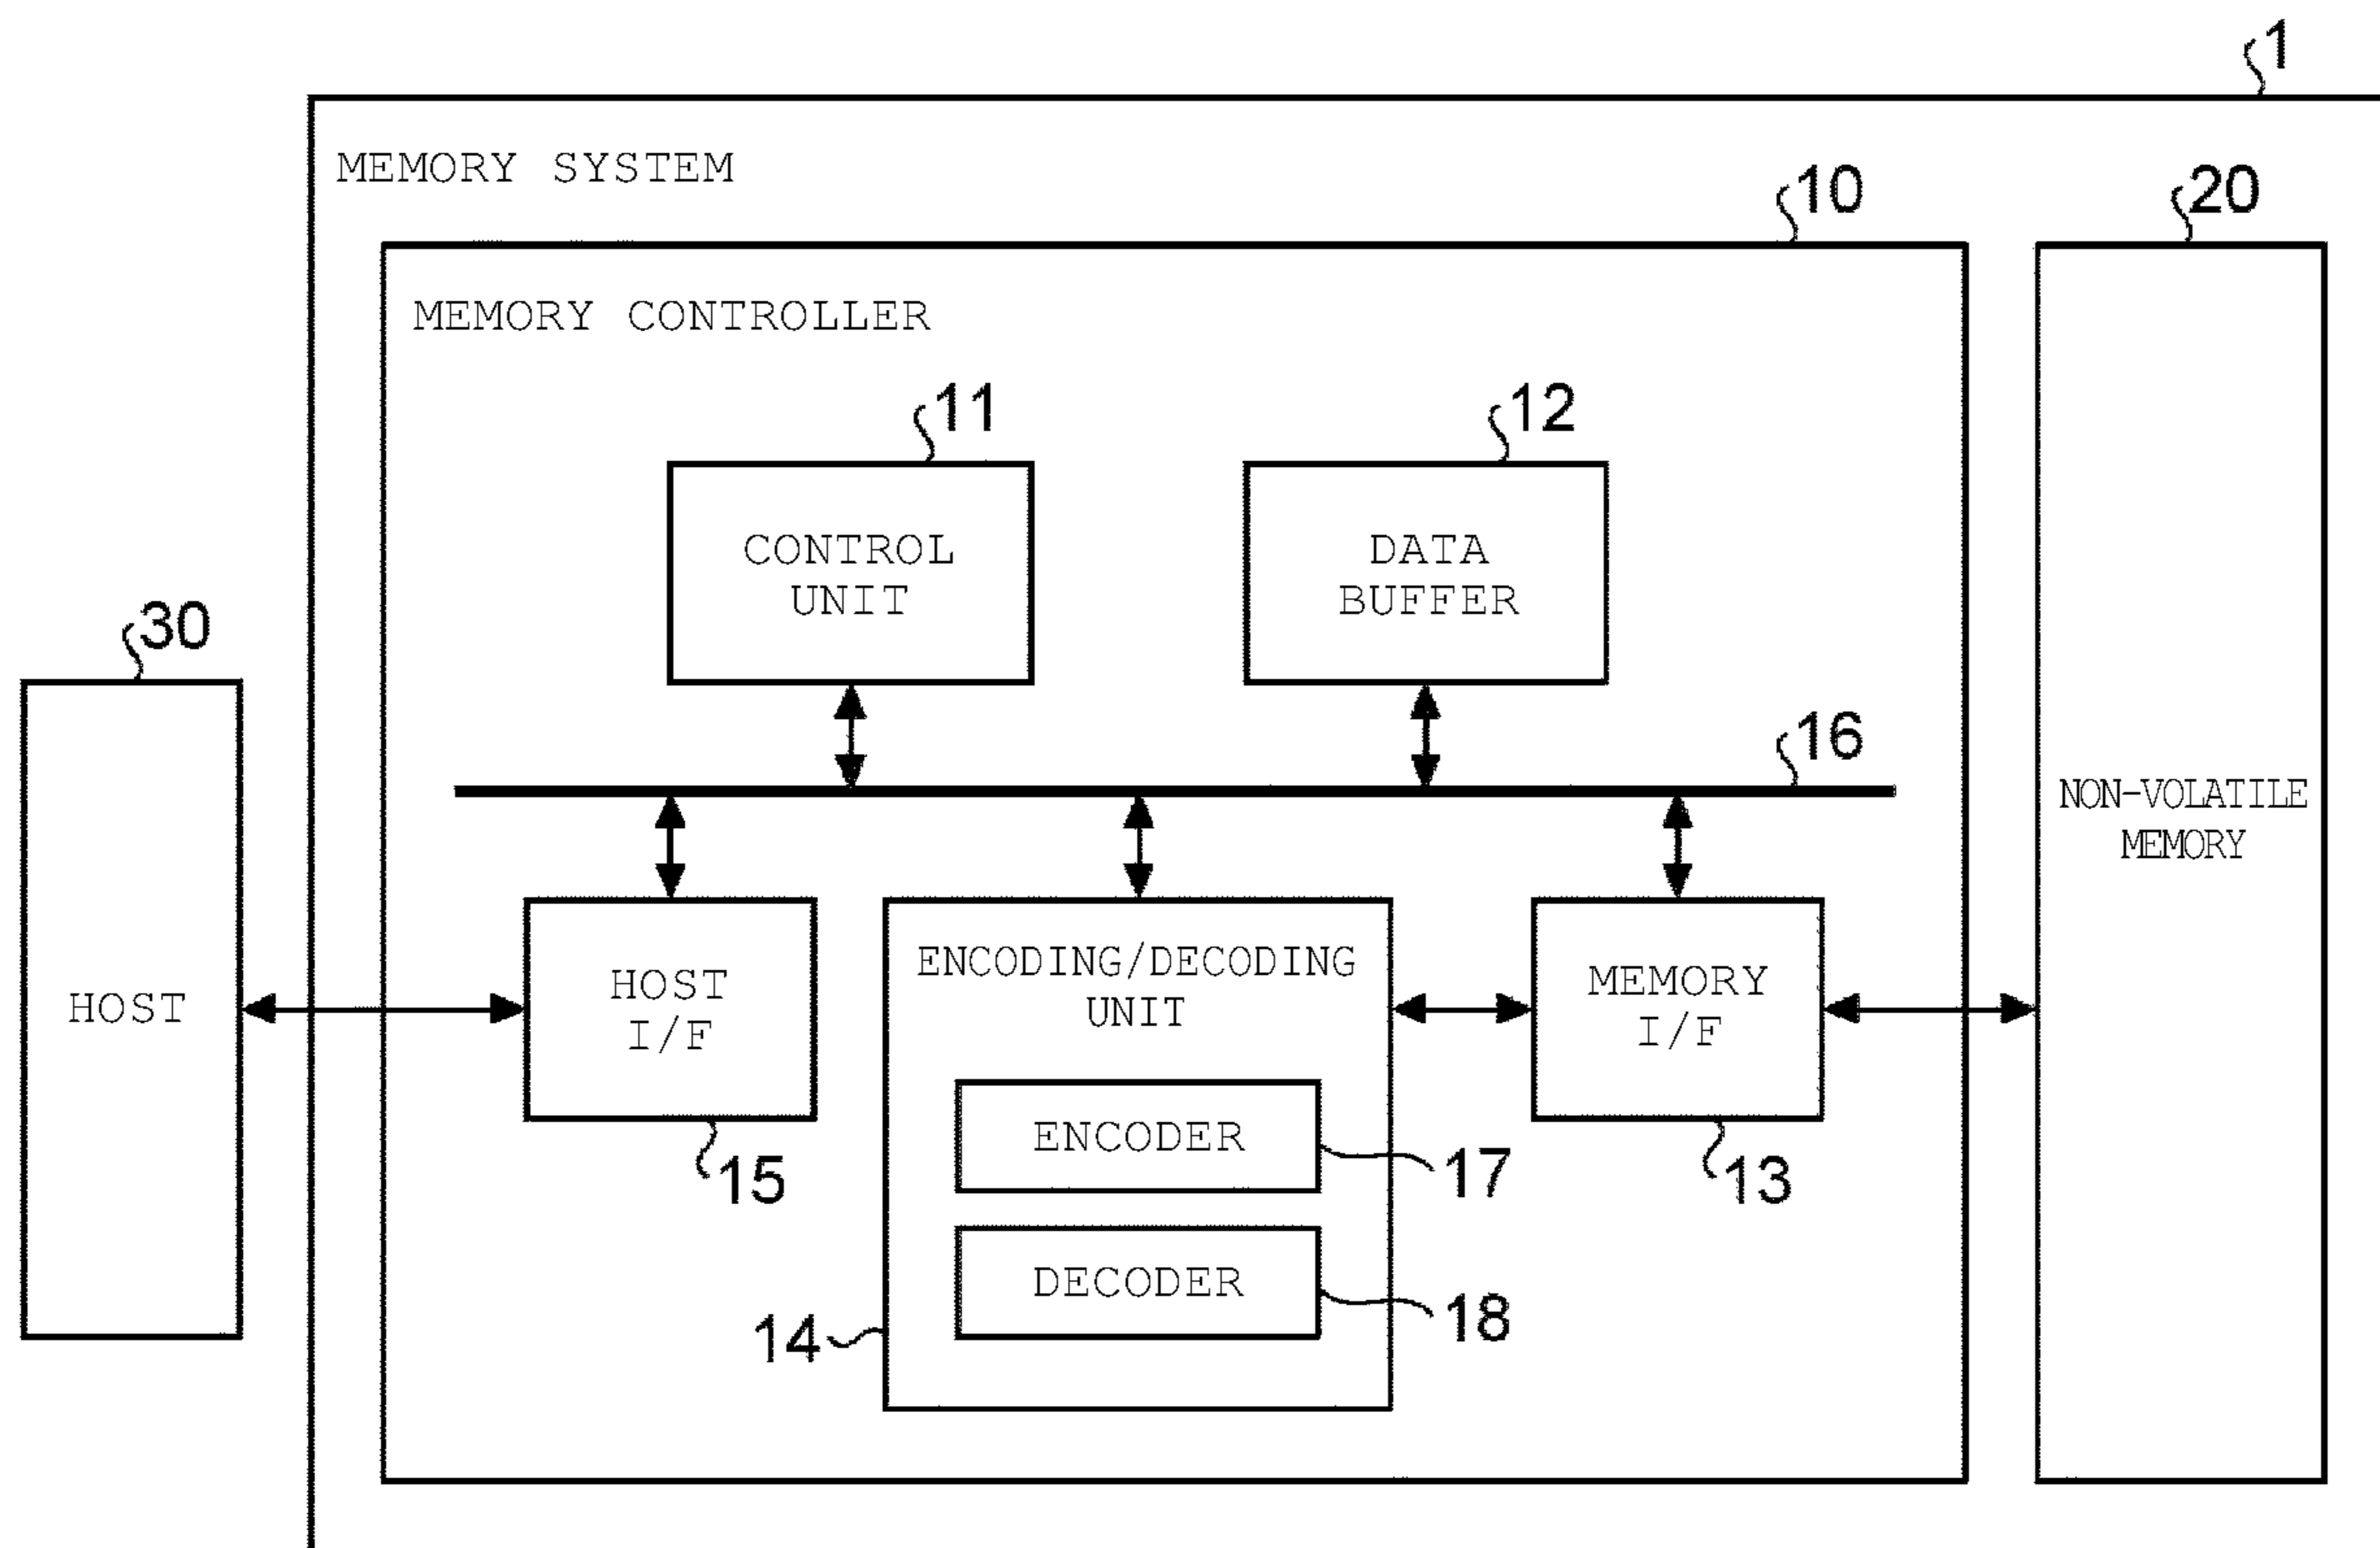 1
MEMORY SYSTEM
10
20
MEMORY CONTROLLER
11
12
CONTROL
UNIT
DATA
BUFFER
30
16
NON-VOLATILE
MEMORY
HOST
HOST
I/F
ENCODING/DECODING
UNIT
MEMORY
I/F
ENCODER
15
17
13
DECODER
14
18